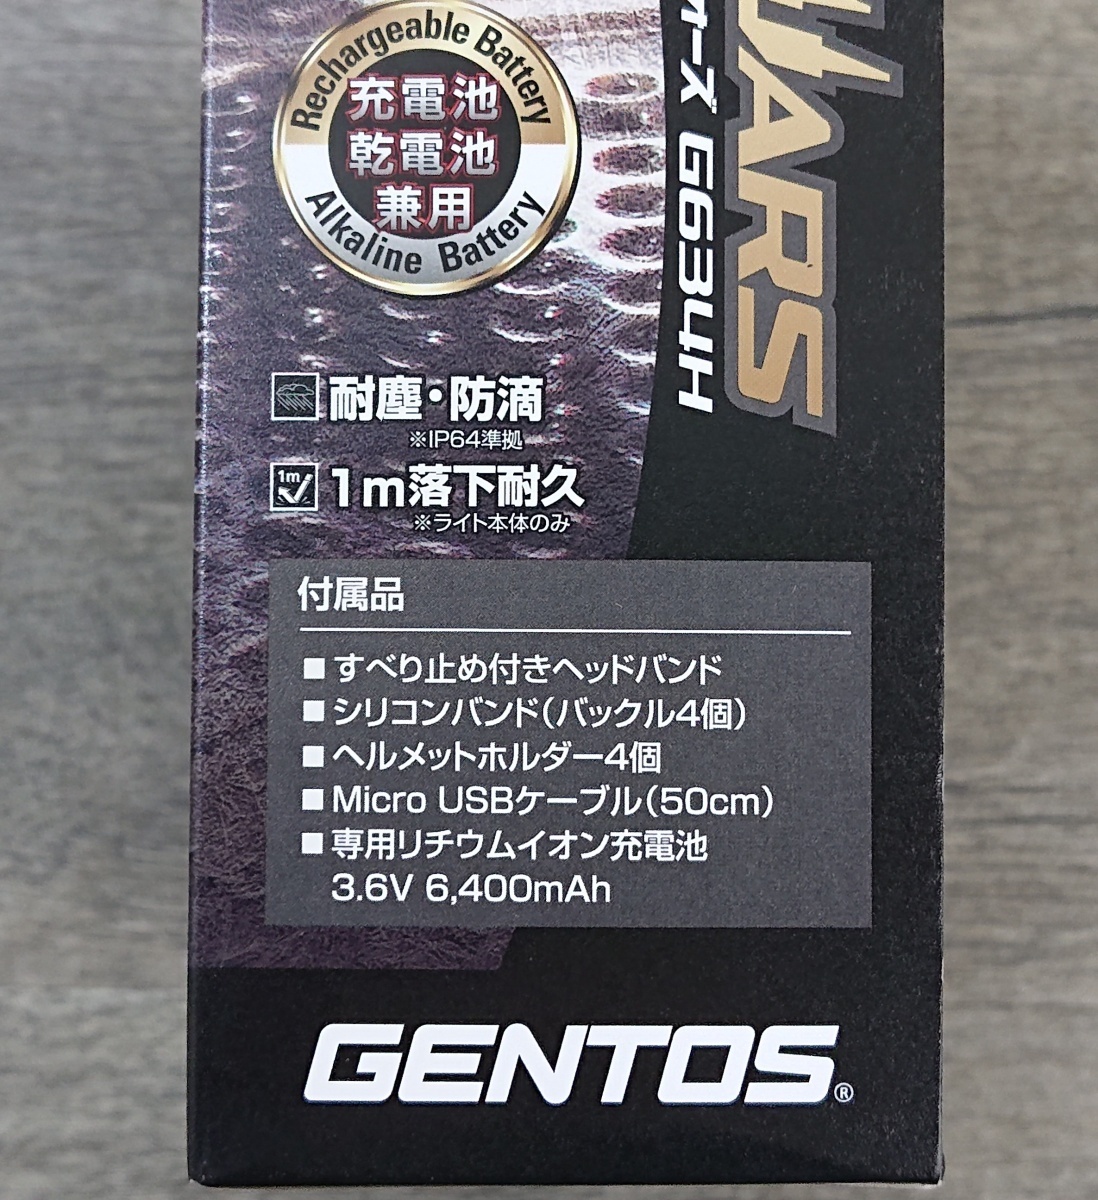 Rechargeable Battery
充電池
乾電池
兼用
Alkaline Battery
ARS
ォーズ G634H
耐塵・防滴
※IP64準拠
1m
1m落下耐久
※ライト本体のみ
付属品
■すべり止め付きヘッドバンド
■シリコンバンド(バックル4個)
■ヘルメットホルダー4個
■Micro USBケーブル(50cm)
■専用リチウムイオン充電池
3.6V 6,400mAh
GENTOS®